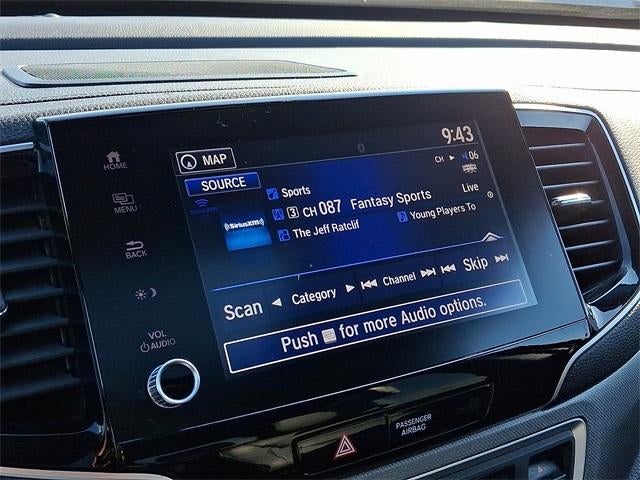 9:43
MAP
CH ▶ 06
HOME
SOURCE
Sports
Live
MENU
3 CH 087 Fantasy Sports
((SiriusXM))
The Jeff Ratclif
Young Players To
BACK
Scan ◀ Category ▶ |◀◀ Channel ▶▶| |◀◀ Skip ▶▶|
Push for more Audio options.
VOL
AUDIO
PASSENGER
AIRBAG